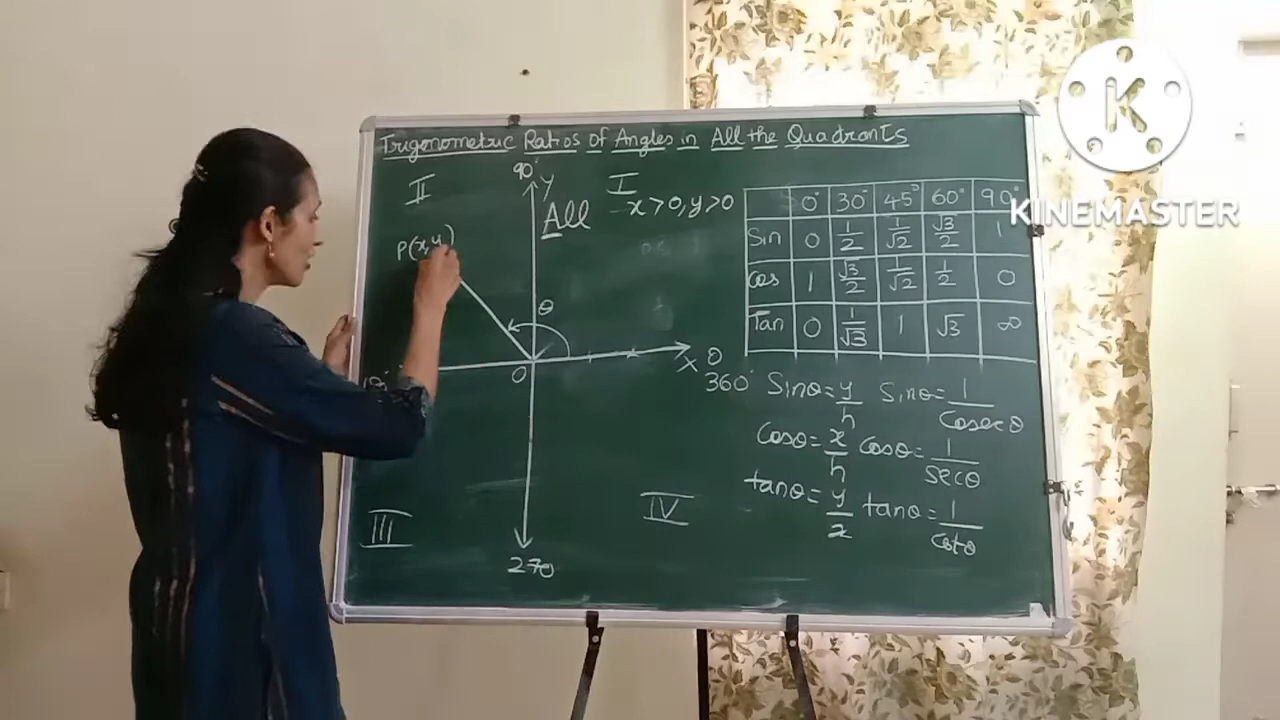 Trigonometric Ratios of Angles in All the Quadrants
90°
Y
II
I
x > 0, y > 0
All
P(x, y)
θ
O
X 0
360°
III
IV
270
0° 30° 45° 60° 90°
Sin 0 1/2 1/√2 √3/2 1
Cos 1 √3/2 1/√2 1/2 0
Tan 0 1/√3 1 √3 ∞
Sinθ = y/h Sinθ = 1/Cosecθ
Cosθ = x/h Cosθ = 1/secθ
tanθ = y/x tanθ = 1/cotθ
K
KINEMASTER